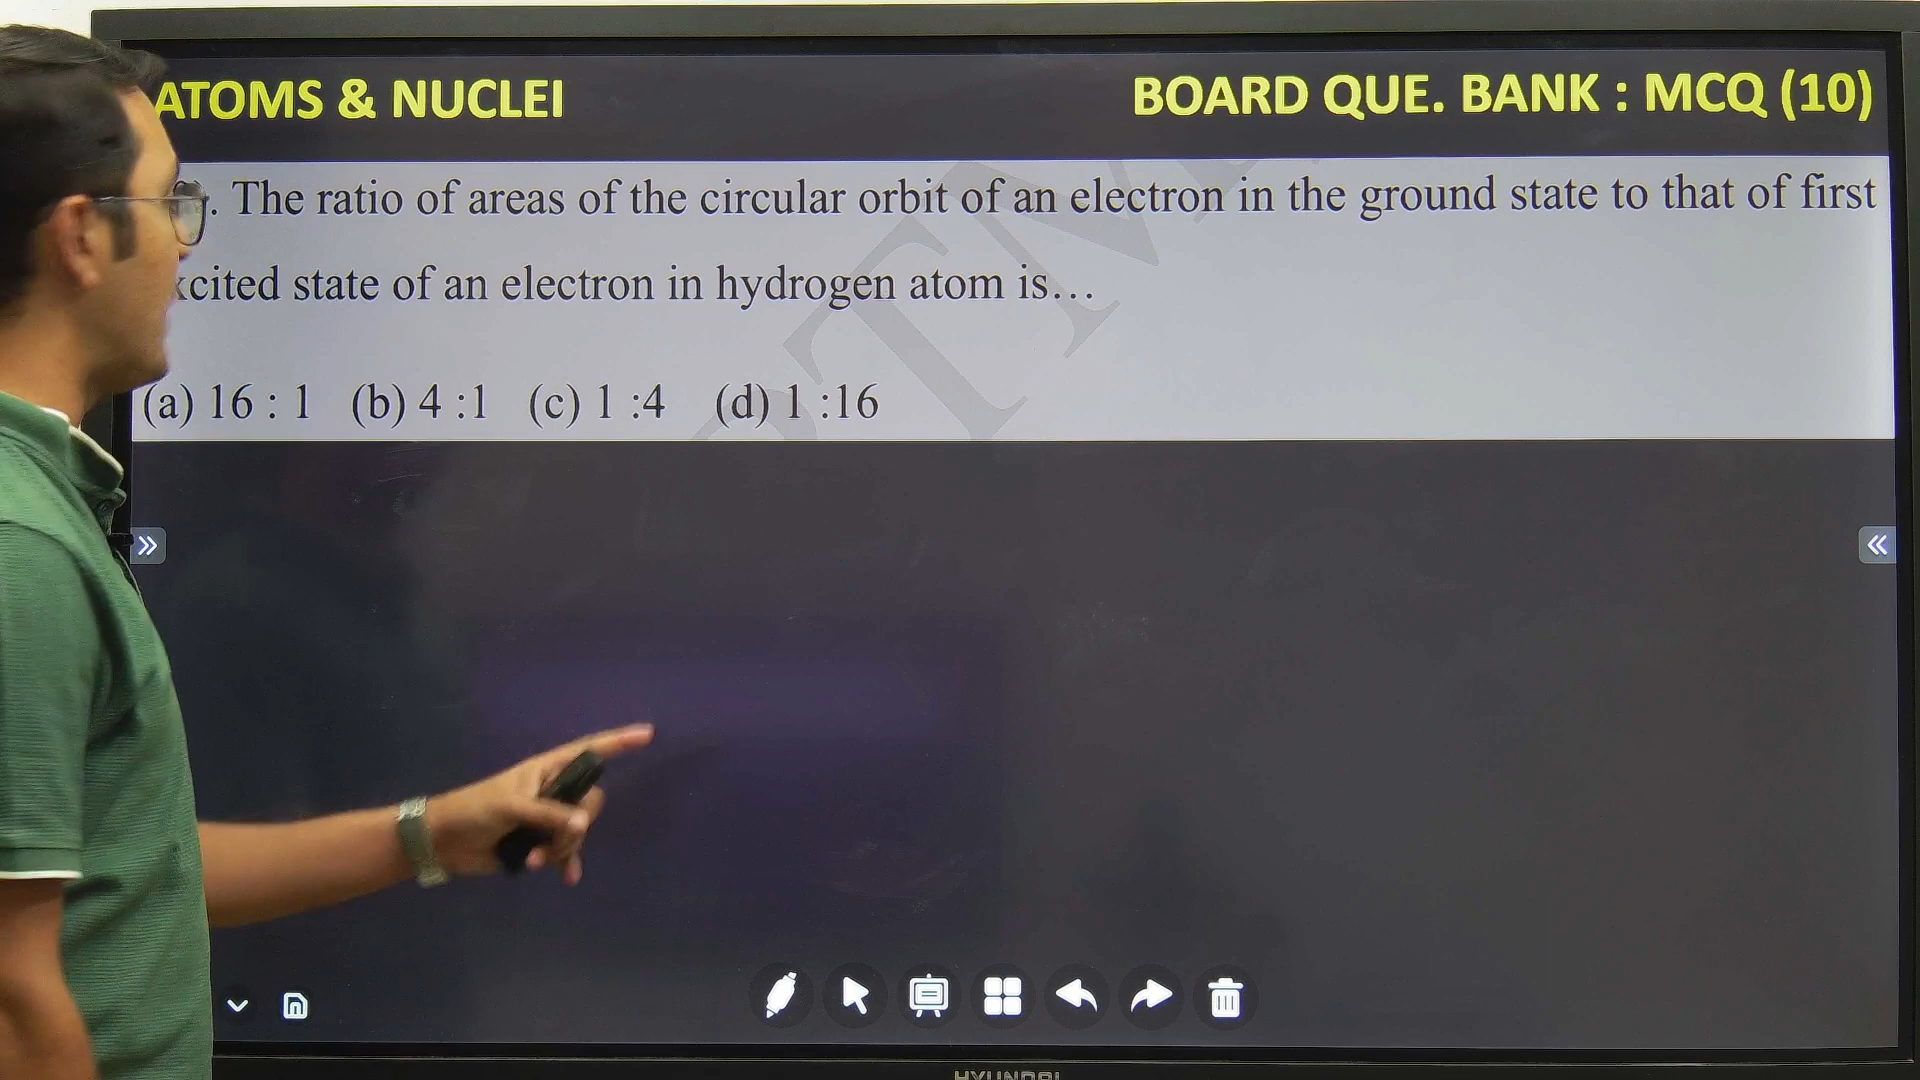 ATOMS & NUCLEI
BOARD QUE. BANK : MCQ (10)
. The ratio of areas of the circular orbit of an electron in the ground state to that of first
xcited state of an electron in hydrogen atom is…
(a) 16 : 1 (b) 4 :1 (c) 1 :4 (d) 1 :16
HYUNDAI